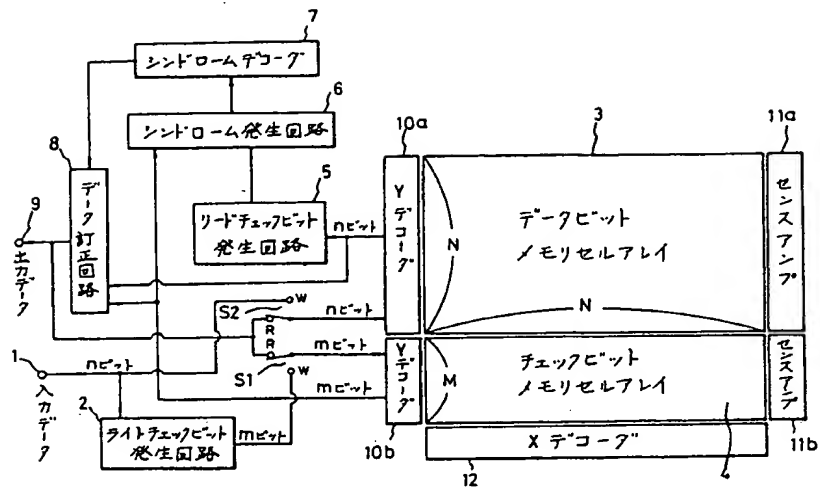 7
シンドロームデコーダ
6
シンドローム発生回路
8
データ訂正回路
5
リードチェックビット
発生回路
nビット
10a
Yデコーダ
3
データビット
メモリセルアレイ
N
N
11a
センスアンプ
9
出力データ
S2
W
R
R
nビット
mビット
S1
W
1
入力データ
nビット
2
ライトチェックビット
発生回路
mビット
mビット
Yデコーダ
10b
M
チェックビット
メモリセルアレイ
4
センスアンプ
11b
Xデコーダ
12